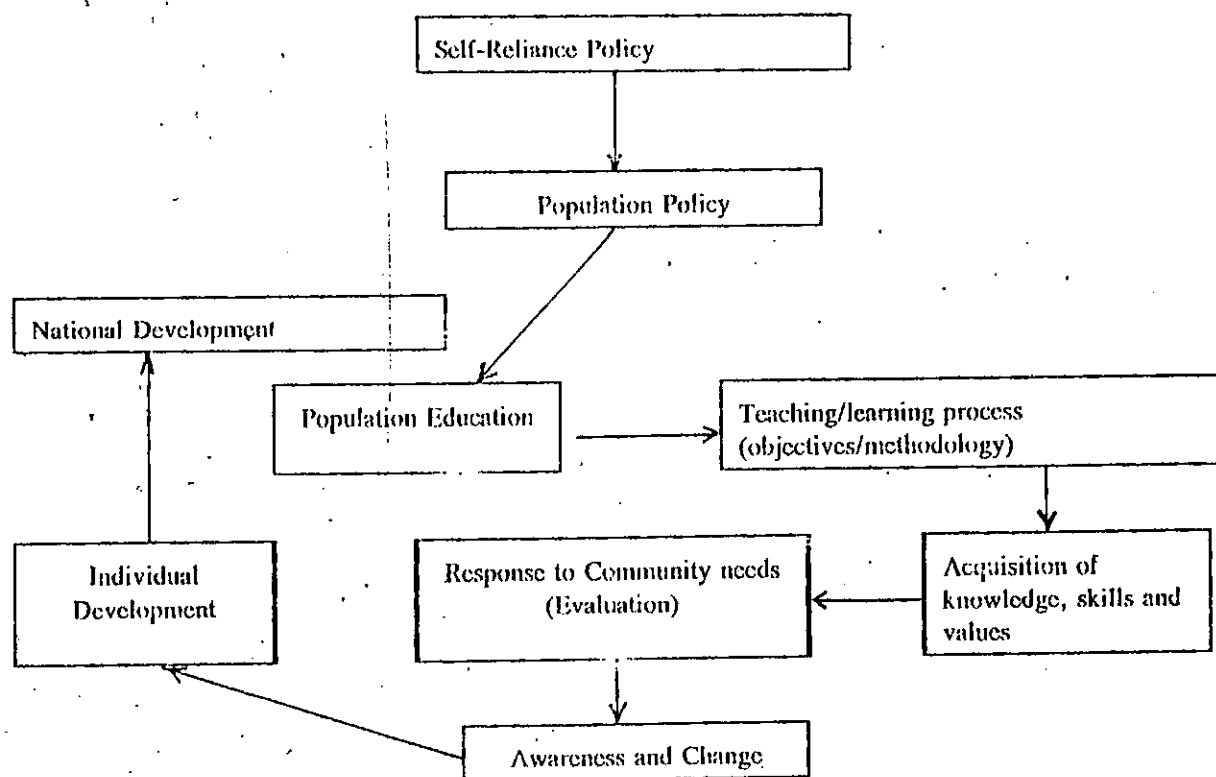 Self-Reliance Policy
Population Policy
National Development
Population Education
Teaching/learning process
(objectives/methodology)
Individual
Development
Response to Community needs
(Evaluation)
Acquisition of
knowledge, skills and
values
Awareness and Change